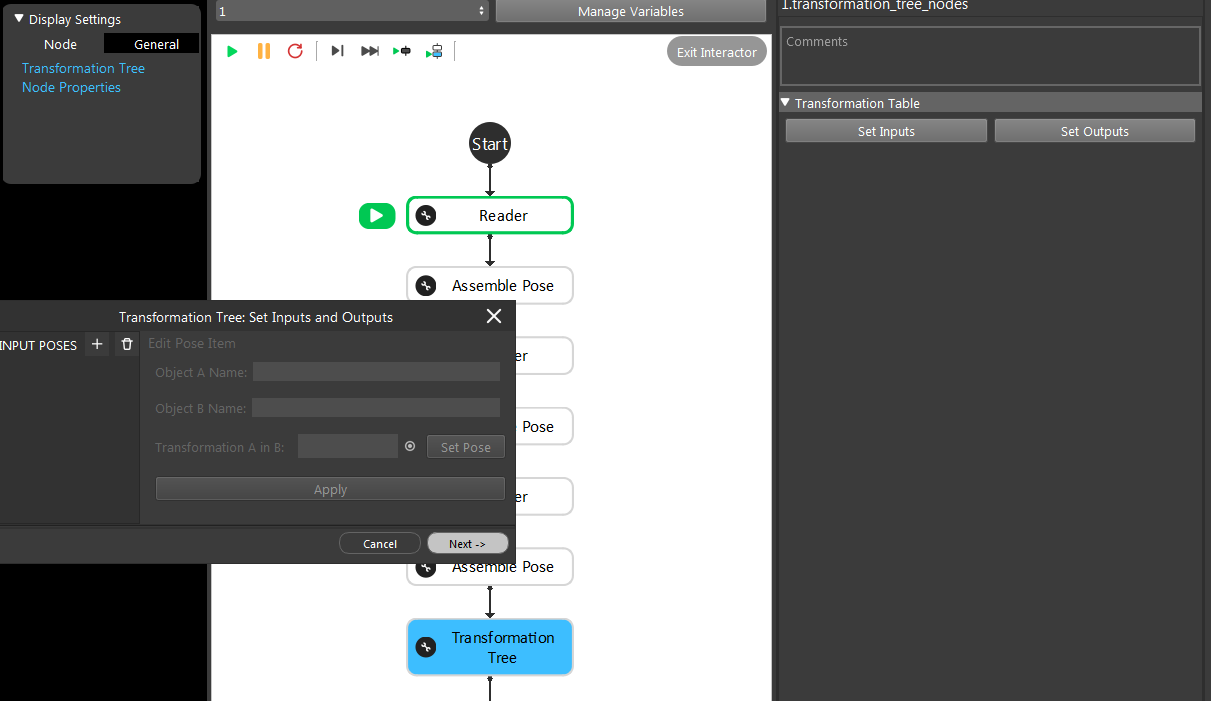 Display Settings
Node
General
Transformation Tree
Node Properties
1
Manage Variables
Exit Interactor
Start
Reader
Assemble Pose
Transformation Tree: Set Inputs and Outputs
INPUT POSES
+
Edit Pose Item
Object A Name:
Object B Name:
Transformation A in B:
Set Pose
Apply
Cancel
Next ->
er
Pose
er
Assemble Pose
Transformation
Tree
1.transformation_tree_nodes
Comments
Transformation Table
Set Inputs
Set Outputs